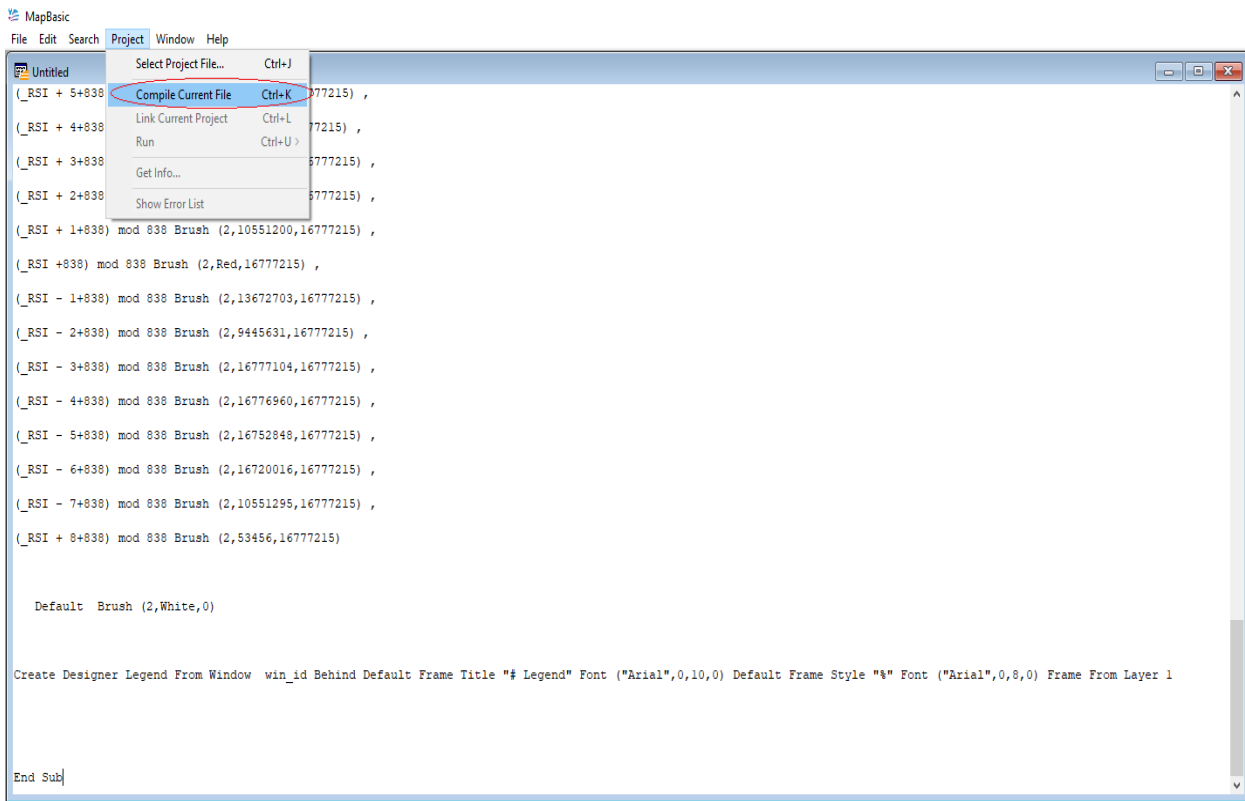 MapBasic
File Edit Search Project Window Help
Untitled
Select Project File... Ctrl+J
Compile Current File Ctrl+K
Link Current Project Ctrl+L
Run Ctrl+U >
Get Info...
Show Error List
(_RSI + 5+838 77215) ,
(_RSI + 4+838 77215) ,
(_RSI + 3+838 6777215) ,
(_RSI + 2+838 6777215) ,
(_RSI + 1+838) mod 838 Brush (2,10551200,16777215) ,
(_RSI +838) mod 838 Brush (2,Red,16777215) ,
(_RSI - 1+838) mod 838 Brush (2,13672703,16777215) ,
(_RSI - 2+838) mod 838 Brush (2,9445631,16777215) ,
(_RSI - 3+838) mod 838 Brush (2,16777104,16777215) ,
(_RSI - 4+838) mod 838 Brush (2,16776960,16777215) ,
(_RSI - 5+838) mod 838 Brush (2,16752848,16777215) ,
(_RSI - 6+838) mod 838 Brush (2,16720016,16777215) ,
(_RSI - 7+838) mod 838 Brush (2,10551295,16777215) ,
(_RSI + 8+838) mod 838 Brush (2,53456,16777215)
Default Brush (2,White,0)
Create Designer Legend From Window win_id Behind Default Frame Title "# Legend" Font ("Arial",0,10,0) Default Frame Style "%" Font ("Arial",0,8,0) Frame From Layer 1
End Sub